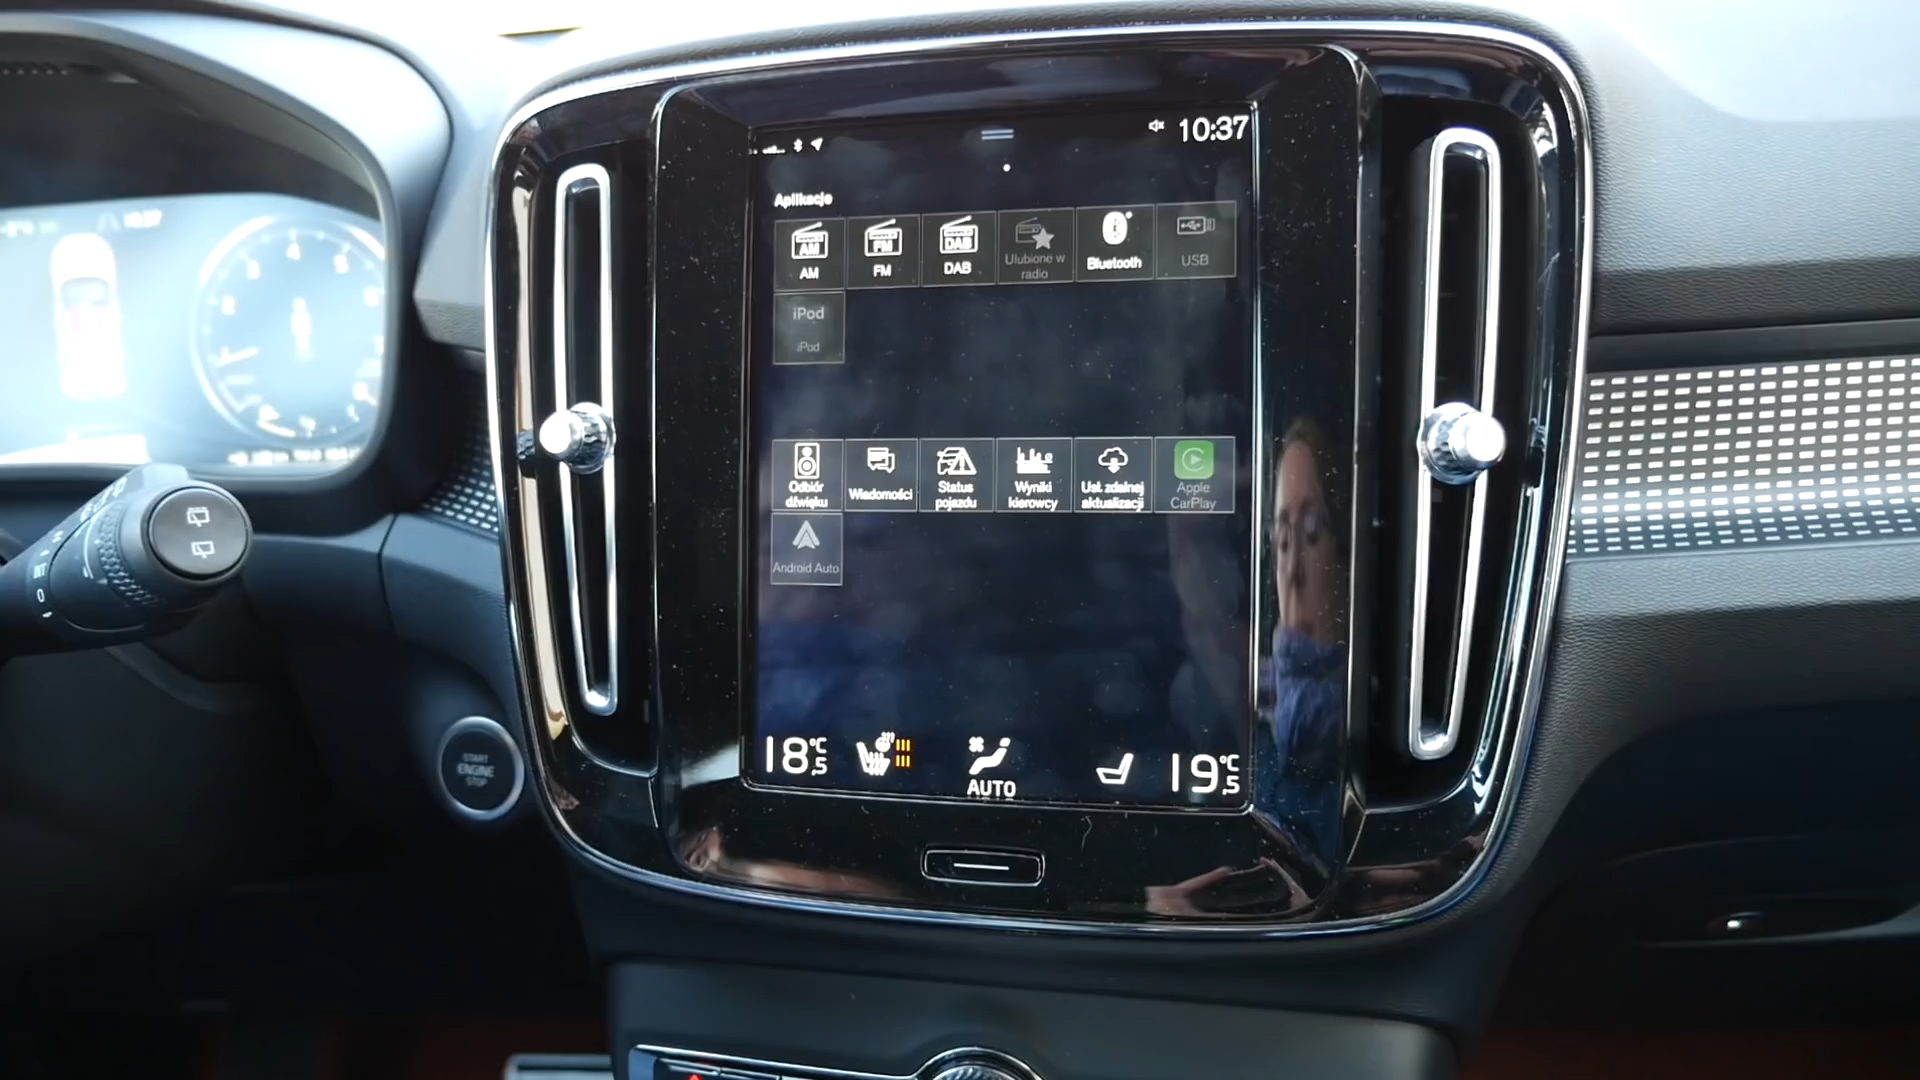 10:37
Aplikacje
AM
FM
DAB
AM
FM
DAB
Ulubione w
radio
Bluetooth
USB
iPod
iPod
Odbiór
dźwięku
Wiadomości
Status
pojazdu
Wyniki
kierowcy
Usł. zdalnej
aktualizacji
Apple
CarPlay
Android Auto
18,5°C
AUTO
19,5°C
START
ENGINE
STOP